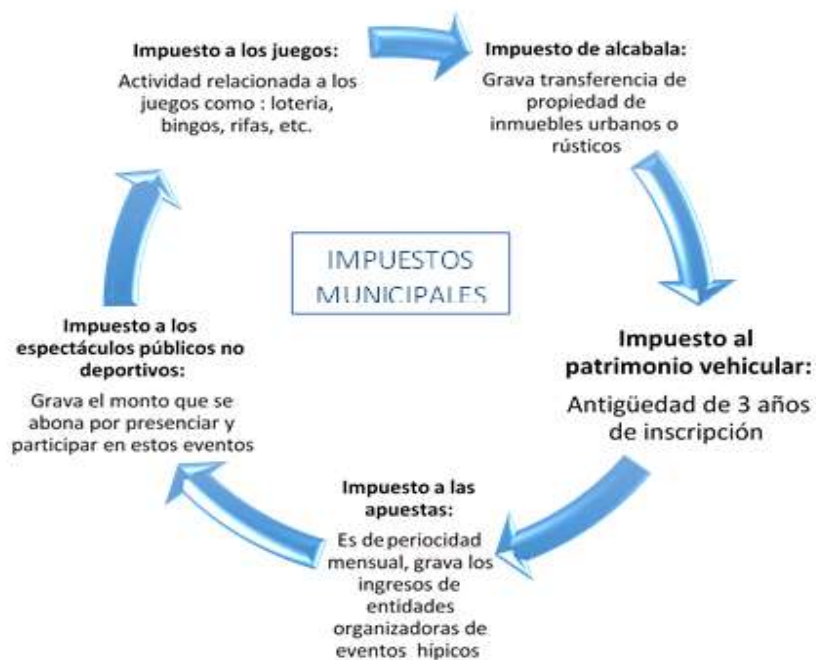 Impuesto a los juegos:
Actividad relacionada a los
juegos como : lotería,
bingos, rifas, etc.
Impuesto de alcabala:
Grava transferencia de
propiedad de
inmuebles urbanos o
rústicos
IMPUESTOS
MUNICIPALES
Impuesto al
patrimonio vehicular:
Antigüedad de 3 años
de inscripción
Impuesto a las
apuestas:
Es de periocidad
mensual, grava los
ingresos de
entidades
organizadoras de
eventos hípicos
Impuesto a los
espectáculos públicos no
deportivos:
Grava el monto que se
abona por presenciar y
participar en estos eventos